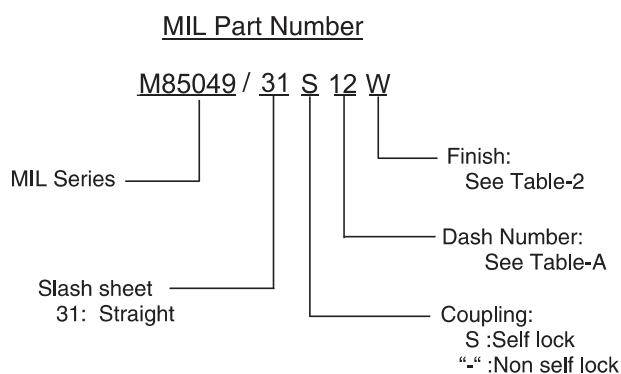 MIL Part Number
M85049 / 31 S 12 W
MIL Series
Finish:
See Table-2
Dash Number:
See Table-A
Slash sheet
31: Straight
Coupling:
S :Self lock
“-“ :Non self lock